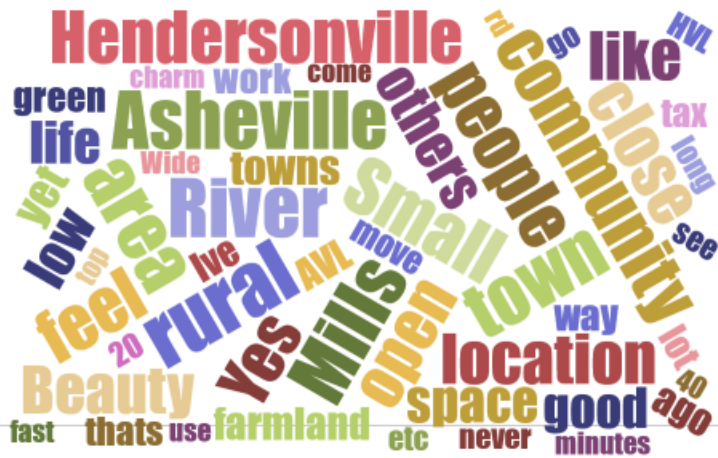 Hendersonville
rd
go
like
HVL
charm
work
come
green
Asheville
others
people
community
close
tax
life
Wide
towns
long
yet
area
River
Small
see
low
top
Ive
AVL
move
feel
rural
Mills
open
town
way
20
Yes
location
lot
Beauty
space
good
40
ago
fast
thats
use
farmland
etc
never
minutes